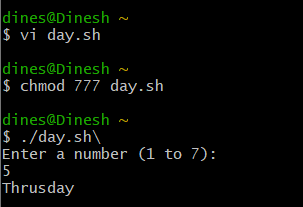 dines@Dinesh ~
$ vi day.sh
dines@Dinesh ~
$ chmod 777 day.sh
dines@Dinesh ~
$ ./day.sh\
Enter a number (1 to 7):
5
Thrusday